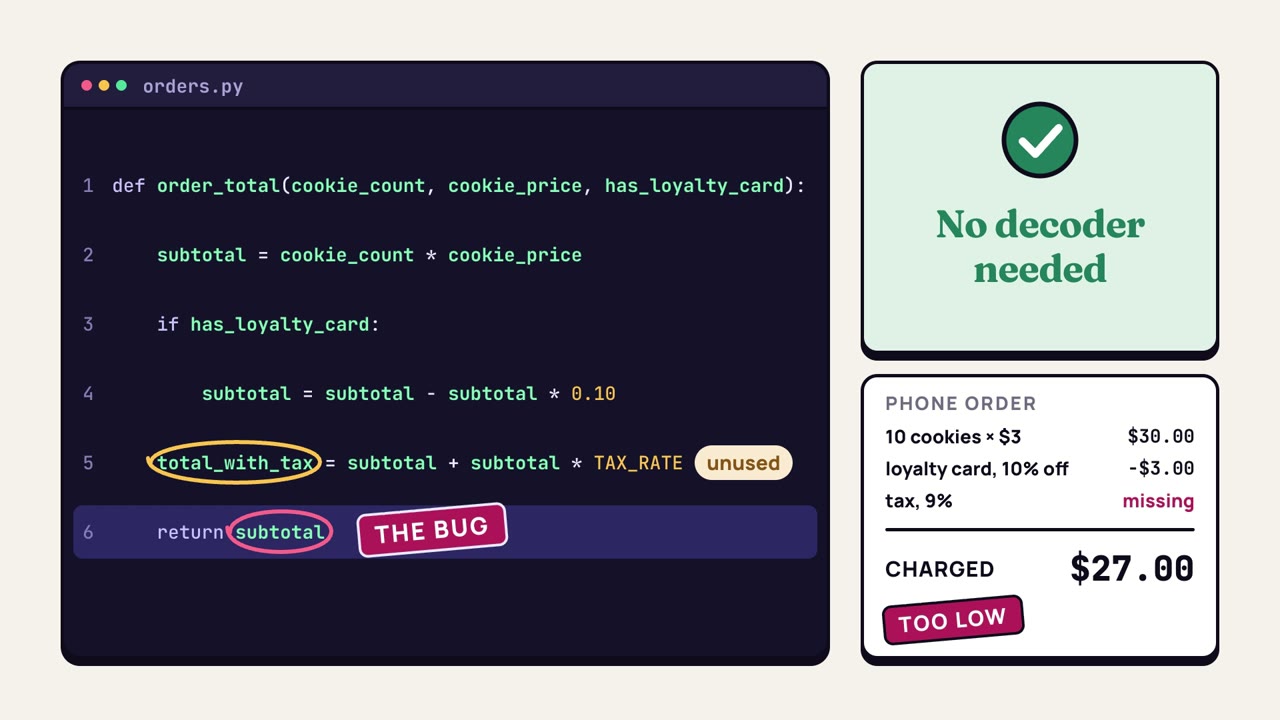 orders.py
1 def order_total(cookie_count, cookie_price, has_loyalty_card):
2 subtotal = cookie_count * cookie_price
3 if has_loyalty_card:
4 subtotal = subtotal - subtotal * 0.10
5 total_with_tax = subtotal + subtotal * TAX_RATE unused
6 return subtotal THE BUG
No decoder
needed
PHONE ORDER
10 cookies × $3 $30.00
loyalty card, 10% off -$3.00
tax, 9% missing
CHARGED $27.00
TOO LOW